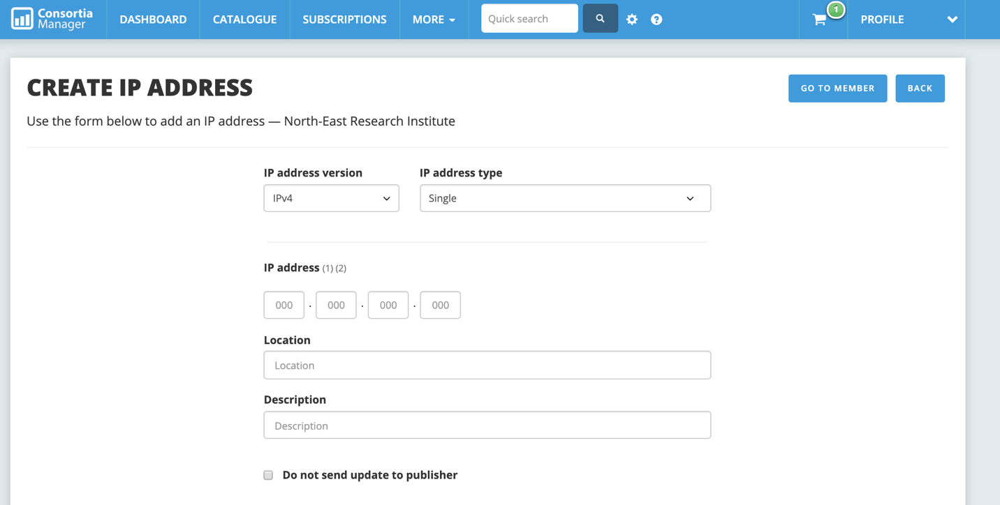 Consortia
Manager
DASHBOARD CATALOGUE SUBSCRIPTIONS MORE Quick search 1 PROFILE
CREATE IP ADDRESS
GO TO MEMBER BACK
Use the form below to add an IP address — North-East Research Institute
IP address version IP address type
IPv4 Single
IP address (1) (2)
000 . 000 . 000 . 000
Location
Location
Description
Description
Do not send update to publisher